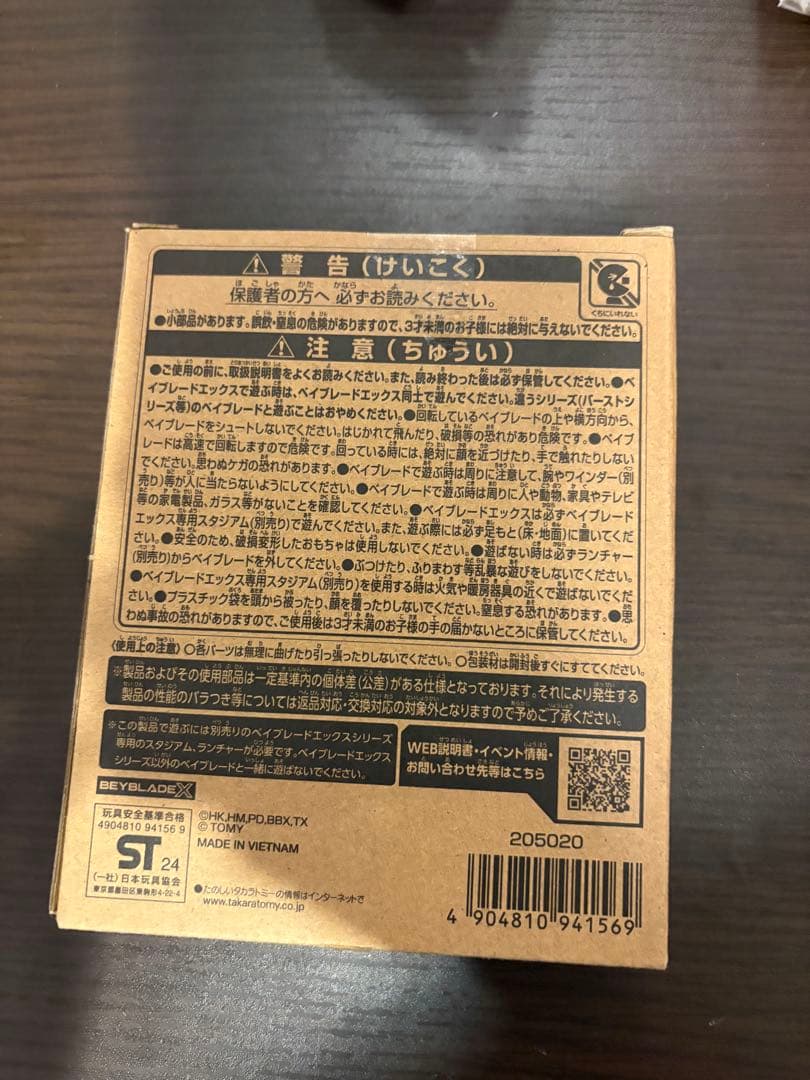 ⚠ 警告(けいこく)
保護者の方へ 必ずお読みください。
●小部品があります。誤飲・窒息の危険がありますので、3才未満のお子様には絶対に与えないでください。
くちにいれない
⚠ 注意(ちゅうい)
●ご使用の前に、取扱説明書をよくお読みください。また、読み終わった後は必ず保管してください。●ベ
イブレードエックスで遊ぶ時は、ベイブレードエックス同士で遊んでください。違うシリーズ(バーストシ
リーズ等)のベイブレードと遊ぶことはおやめください。●回転しているベイブレードの上や横方向から、
ベイブレードをシュートしないでください。はじかれて飛んだり、破損等の恐れがあり危険です。●ベイブ
レードは高速で回転しますので危険です。回っている時には、絶対に顔を近づけたり、手で触れたりしない
でください。思わぬケガの恐れがあります。●ベイブレードで遊ぶ時は周りに注意して、腕やワインダー(別
売り)等が人に当たらないようにしてください。●ベイブレードで遊ぶ時は周りに人や動物、家具やテレビ
等の家電製品、ガラス等がないことを確認してください。●ベイブレードエックスは必ずベイブレード
エックス専用スタジアム(別売り)で遊んでください。また、遊ぶ際には必ず足もと(床・地面)に置いてくだ
さい。●安全のため、破損変形したおもちゃは使用しないでください。●遊ばない時は必ずランチャー
(別売り)からベイブレードを外してください。●ぶつけたり、ふりまわす等乱暴な遊びをしないでください。
●ベイブレードエックス専用スタジアム(別売り)を使用する時は火気や暖房器具の近くで遊ばないでくだ
さい。●プラスチック袋を頭から被ったり、顔を覆ったりしないでください。窒息する恐れがあります。●思
わぬ事故の恐れがありますので、ご使用後は3才未満のお子様の手の届かないところに保管してください。
〈使用上の注意〉○各パーツは無理に曲げたり引っ張ったりしないでください。○包装材は開封後すぐにすててください。
※製品およびその使用部品は一定基準内の個体差(公差)がある仕様となっております。それにより発生する
製品の性能のバラつき等については返品対応・交換対応の対象外となりますので予めご了承ください。
※この製品で遊ぶには別売りのベイブレードエックスシリーズ
専用のスタジアム、ランチャーが必要です。ベイブレードエックス
シリーズ以外のベイブレードと一緒に遊ばないでください。
WEB説明書・イベント情報・
お問い合わせ先等はこちら
BEYBLADE X
玩具安全基準合格
4904810 94156 9
ST 24
(一社)日本玩具協会
東京都墨田区東駒形4-22-4
©HK,HM,PD,BBX,TX
© TOMY
MADE IN VIETNAM
●たのしいタカラトミーの情報はインターネットで
www.takaratomy.co.jp
205020
4 904810 941569